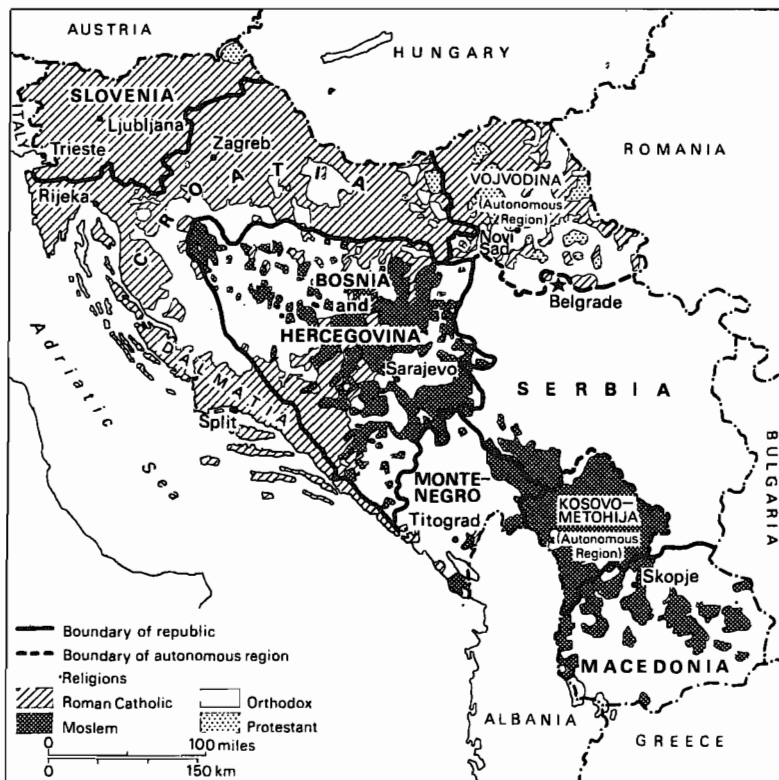 AUSTRIA
HUNGARY
SLOVENIA
Ljubljana
ITALY
Trieste
Zagreb
CROATIA
Rijeka
ROMANIA
VOJVODINA
(Autonomous
Region)
Novi
Sad
Belgrade
BOSNIA
and
HERCEGOVINA
Sarajevo
DALMATIA
Split
Adriatic Sea
SERBIA
BULGARIA
MONTE-
NEGRO
Titograd
KOSOVO-
METOHIJA
(Autonomous
Region)
Skopje
MACEDONIA
ALBANIA
GREECE
Boundary of republic
Boundary of autonomous region
Religions
Roman Catholic
Orthodox
Moslem
Protestant
0 100 miles
0 150 km